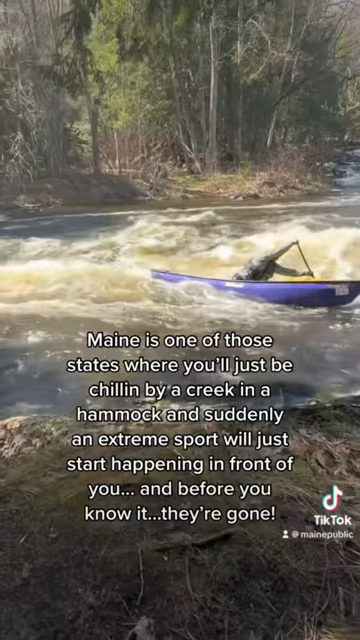 Maine is one of those
states where you'll just be
chillin by a creek in a
hammock and suddenly
an extreme sport will just
start happening in front of
you... and before you
know it...they're gone!
TikTok
@mainepublic